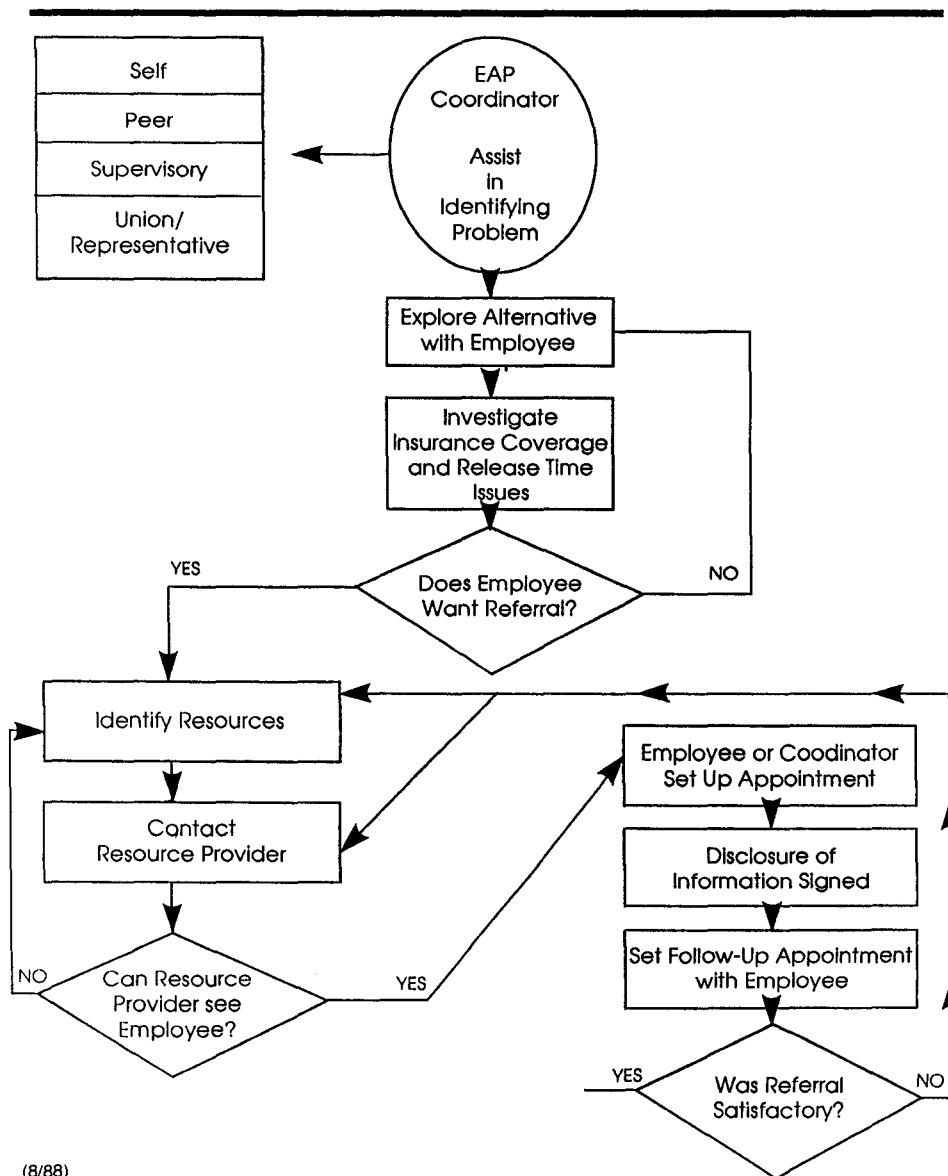 Self
Peer
Supervisory
Union/
Representative
EAP
Coordinator
Assist
in
Identifying
Problem
Explore Alternative
with Employee
Investigate
Insurance Coverage
and Release Time
Issues
Does Employee
Want Referral?
YES
NO
Identify Resources
Contact
Resource Provider
Can Resource
Provider see
Employee?
NO
YES
Employee or Coodinator
Set Up Appointment
Disclosure of
Information Signed
Set Follow-Up Appointment
with Employee
Was Referral
Satisfactory?
YES
NO
(8/88)